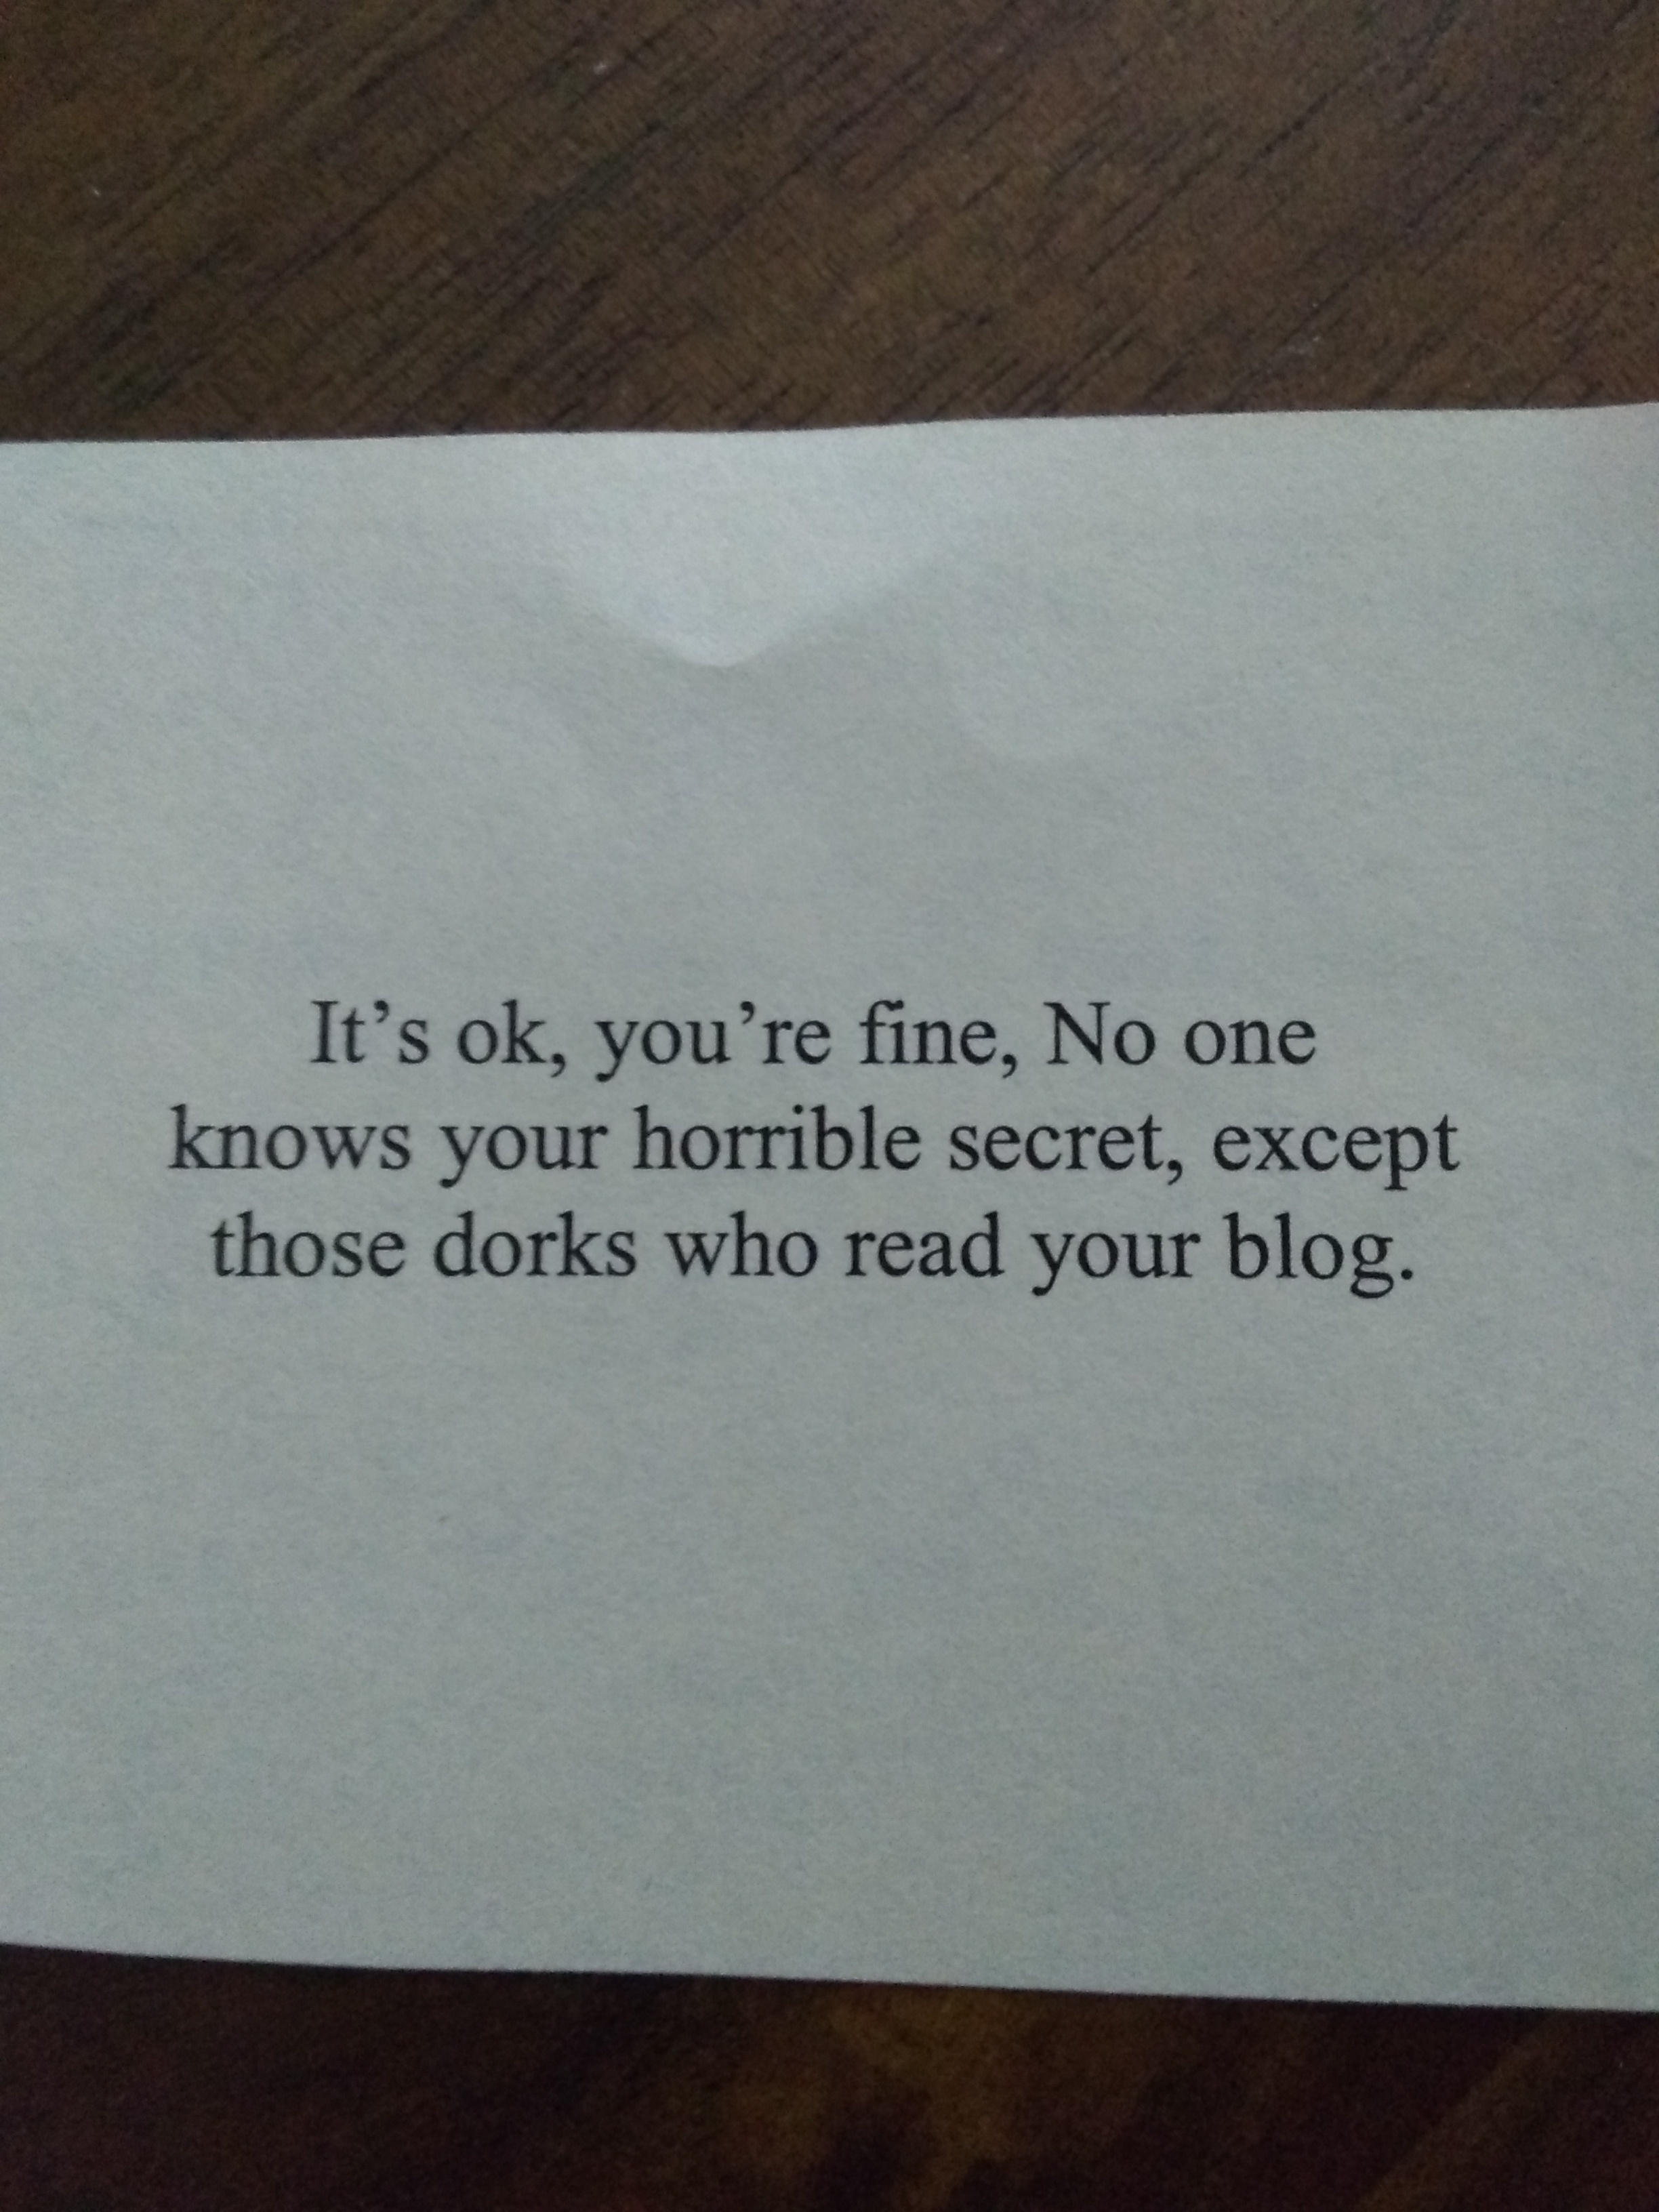 It’s ok, you’re fine, No one
knows your horrible secret, except
those dorks who read your blog.